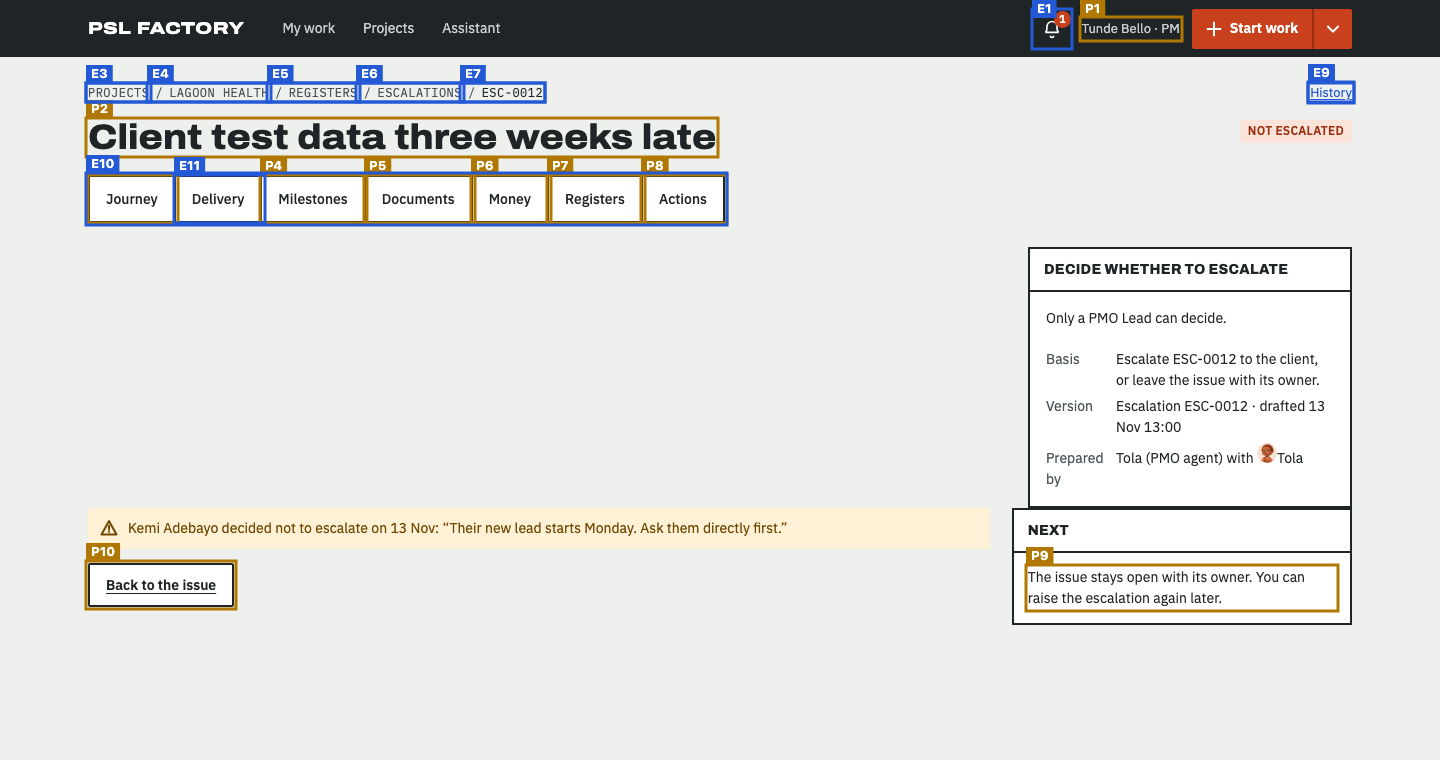 PSL FACTORY
My work
Projects
Assistant
E1
1
P1
Tunde Bello · PM
Start work
E3
E4
E5
E6
E7
E9
PROJECTS / LAGOON HEALTH / REGISTERS / ESCALATIONS / ESC-0012
History
P2
Client test data three weeks late
NOT ESCALATED
E10
E11
P4
P5
P6
P7
P8
Journey
Delivery
Milestones
Documents
Money
Registers
Actions
DECIDE WHETHER TO ESCALATE
Only a PMO Lead can decide.
Basis
Escalate ESC-0012 to the client,
or leave the issue with its owner.
Version
Escalation ESC-0012 · drafted 13
Nov 13:00
Prepared
by
Tola (PMO agent) with Tola
Kemi Adebayo decided not to escalate on 13 Nov: “Their new lead starts Monday. Ask them directly first.”
P10
Back to the issue
NEXT
P9
The issue stays open with its owner. You can
raise the escalation again later.